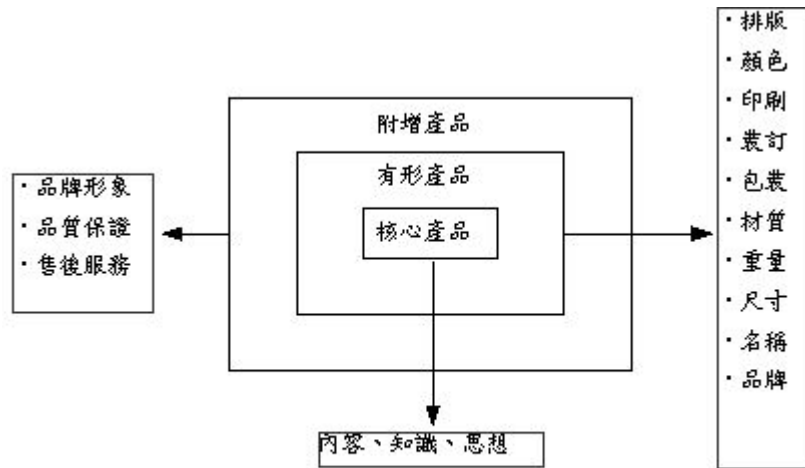 附增產品
有形產品
核心產品
・品牌形象
・品質保證
・售後服務
・排版
・顏色
・印刷
・裝訂
・包裝
・材質
・重量
・尺寸
・名稱
・品牌
內容、知識、思想